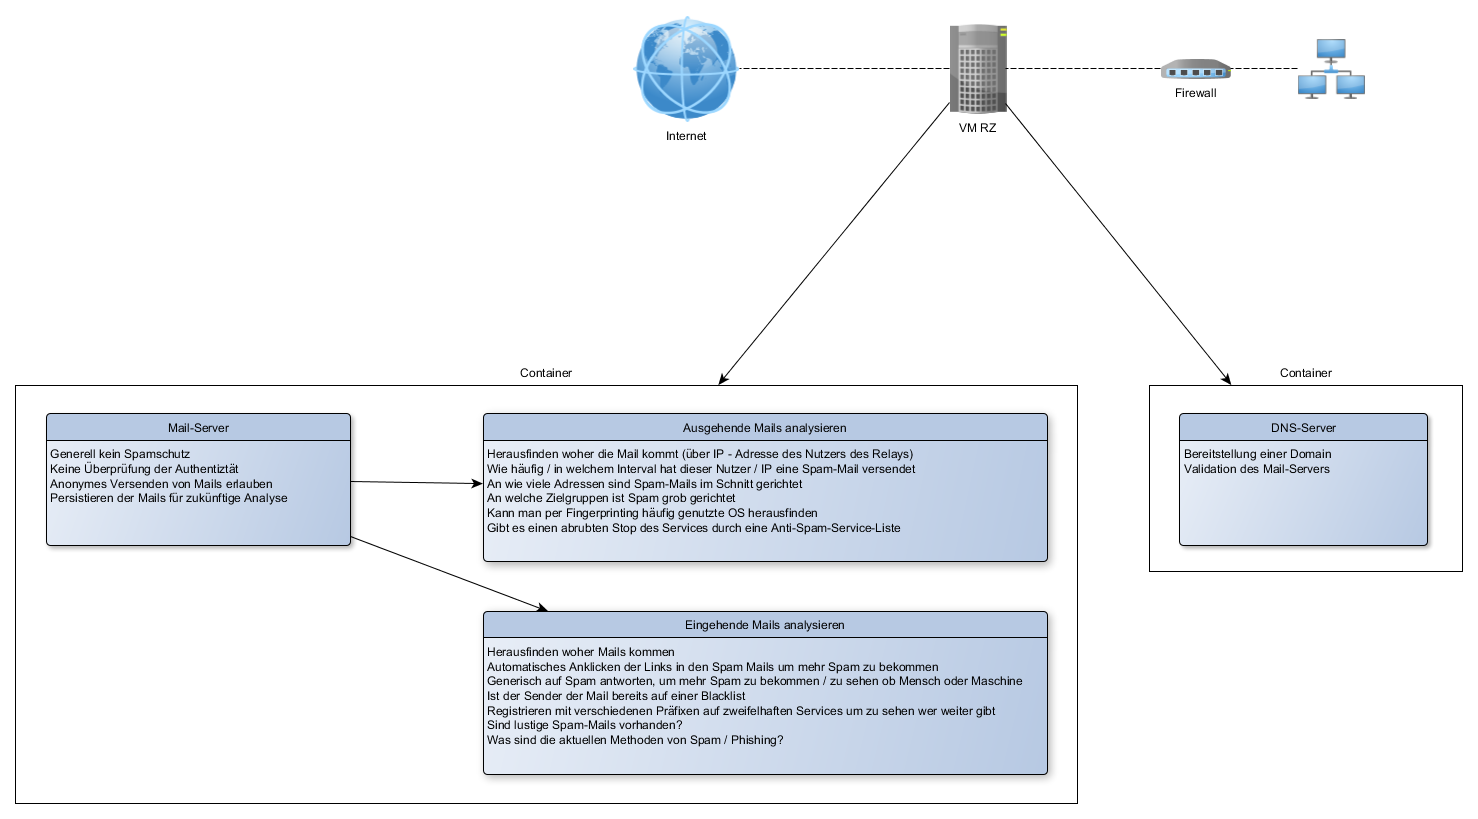 Internet
VM RZ
Firewall
Container
Container
Mail-Server
Generell kein Spamschutz
Keine Überprüfung der Authentiztät
Anonymes Versenden von Mails erlauben
Persistieren der Mails für zukünftige Analyse
Ausgehende Mails analysieren
Herausfinden woher die Mail kommt (über IP - Adresse des Nutzers des Relays)
Wie häufig / in welchem Interval hat dieser Nutzer / IP eine Spam-Mail versendet
An wie viele Adressen sind Spam-Mails im Schnitt gerichtet
An welche Zielgruppen ist Spam grob gerichtet
Kann man per Fingerprinting häufig genutzte OS herausfinden
Gibt es einen abrubten Stop des Services durch eine Anti-Spam-Service-Liste
DNS-Server
Bereitstellung einer Domain
Validation des Mail-Servers
Eingehende Mails analysieren
Herausfinden woher Mails kommen
Automatisches Anklicken der Links in den Spam Mails um mehr Spam zu bekommen
Generisch auf Spam antworten, um mehr Spam zu bekommen / zu sehen ob Mensch oder Maschine
Ist der Sender der Mail bereits auf einer Blacklist
Registrieren mit verschiedenen Präfixen auf zweifelhaften Services um zu sehen wer weiter gibt
Sind lustige Spam-Mails vorhanden?
Was sind die aktuellen Methoden von Spam / Phishing?